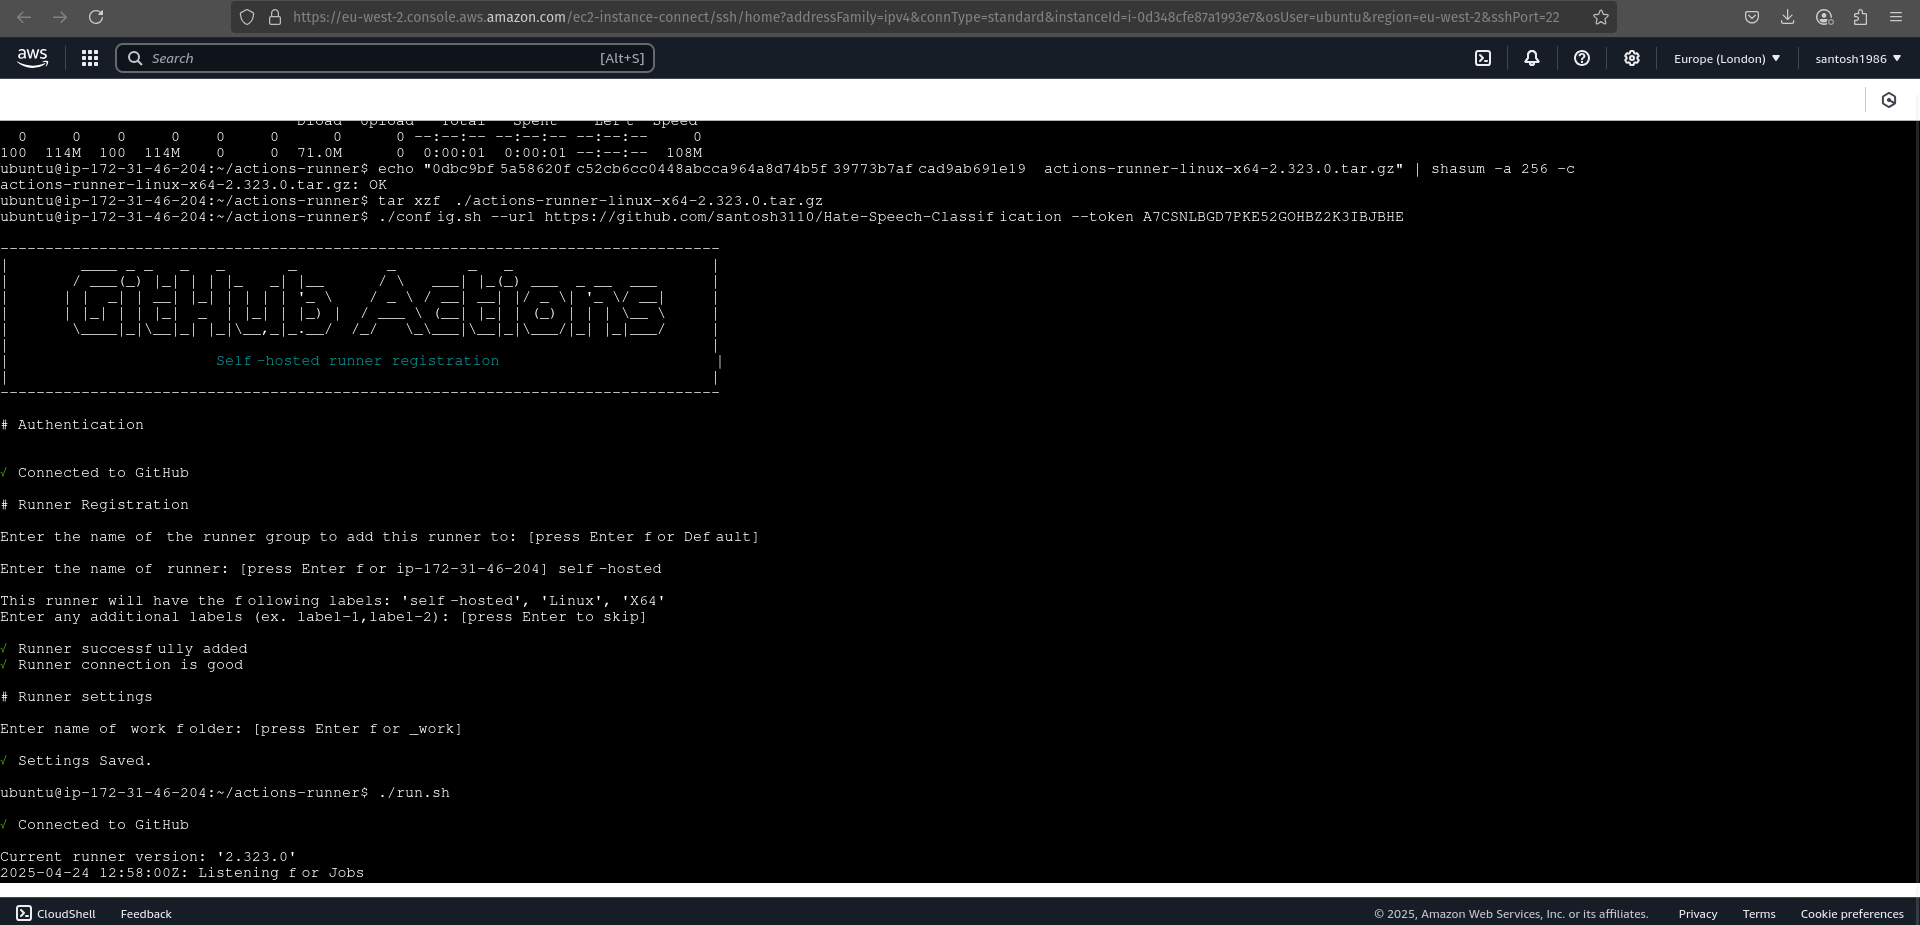 https://eu-west-2.console.aws.amazon.com/ec2-instance-connect/ssh/home?addressFamily=ipv4&connType=standard&instanceId=i-0d348cfe87a1993e7&osUser=ubuntu&region=eu-west-2&sshPort=22
aws Search [Alt+S] Europe (London) santosh1986
Dload Upload Total Spent Left Speed
0 0 0 0 0 0 0 0 --:--:-- --:--:-- --:--:-- 0
100 114M 100 114M 0 0 71.0M 0 0:00:01 0:00:01 --:--:-- 108M
ubuntu@ip-172-31-46-204:~/actions-runner$ echo "0dbc9bf5a58620fc52cb6cc0448abcca964a8d74b5f39773b7afcad9ab691e19  actions-runner-linux-x64-2.323.0.tar.gz" | shasum -a 256 -c
actions-runner-linux-x64-2.323.0.tar.gz: OK
ubuntu@ip-172-31-46-204:~/actions-runner$ tar xzf ./actions-runner-linux-x64-2.323.0.tar.gz
ubuntu@ip-172-31-46-204:~/actions-runner$ ./config.sh --url https://github.com/santosh3110/Hate-Speech-Classification --token A7CSNLBGD7PKE52GOHBZ2K3IBJBHE
GitHub Actions
Self-hosted runner registration
# Authentication
√ Connected to GitHub
# Runner Registration
Enter the name of the runner group to add this runner to: [press Enter for Default]
Enter the name of runner: [press Enter for ip-172-31-46-204] self-hosted
This runner will have the following labels: 'self-hosted', 'Linux', 'X64'
Enter any additional labels (ex. label-1,label-2): [press Enter to skip]
√ Runner successfully added
√ Runner connection is good
# Runner settings
Enter name of work folder: [press Enter for _work]
√ Settings Saved.
ubuntu@ip-172-31-46-204:~/actions-runner$ ./run.sh
√ Connected to GitHub
Current runner version: '2.323.0'
2025-04-24 12:58:00Z: Listening for Jobs
CloudShell Feedback © 2025, Amazon Web Services, Inc. or its affiliates. Privacy Terms Cookie preferences